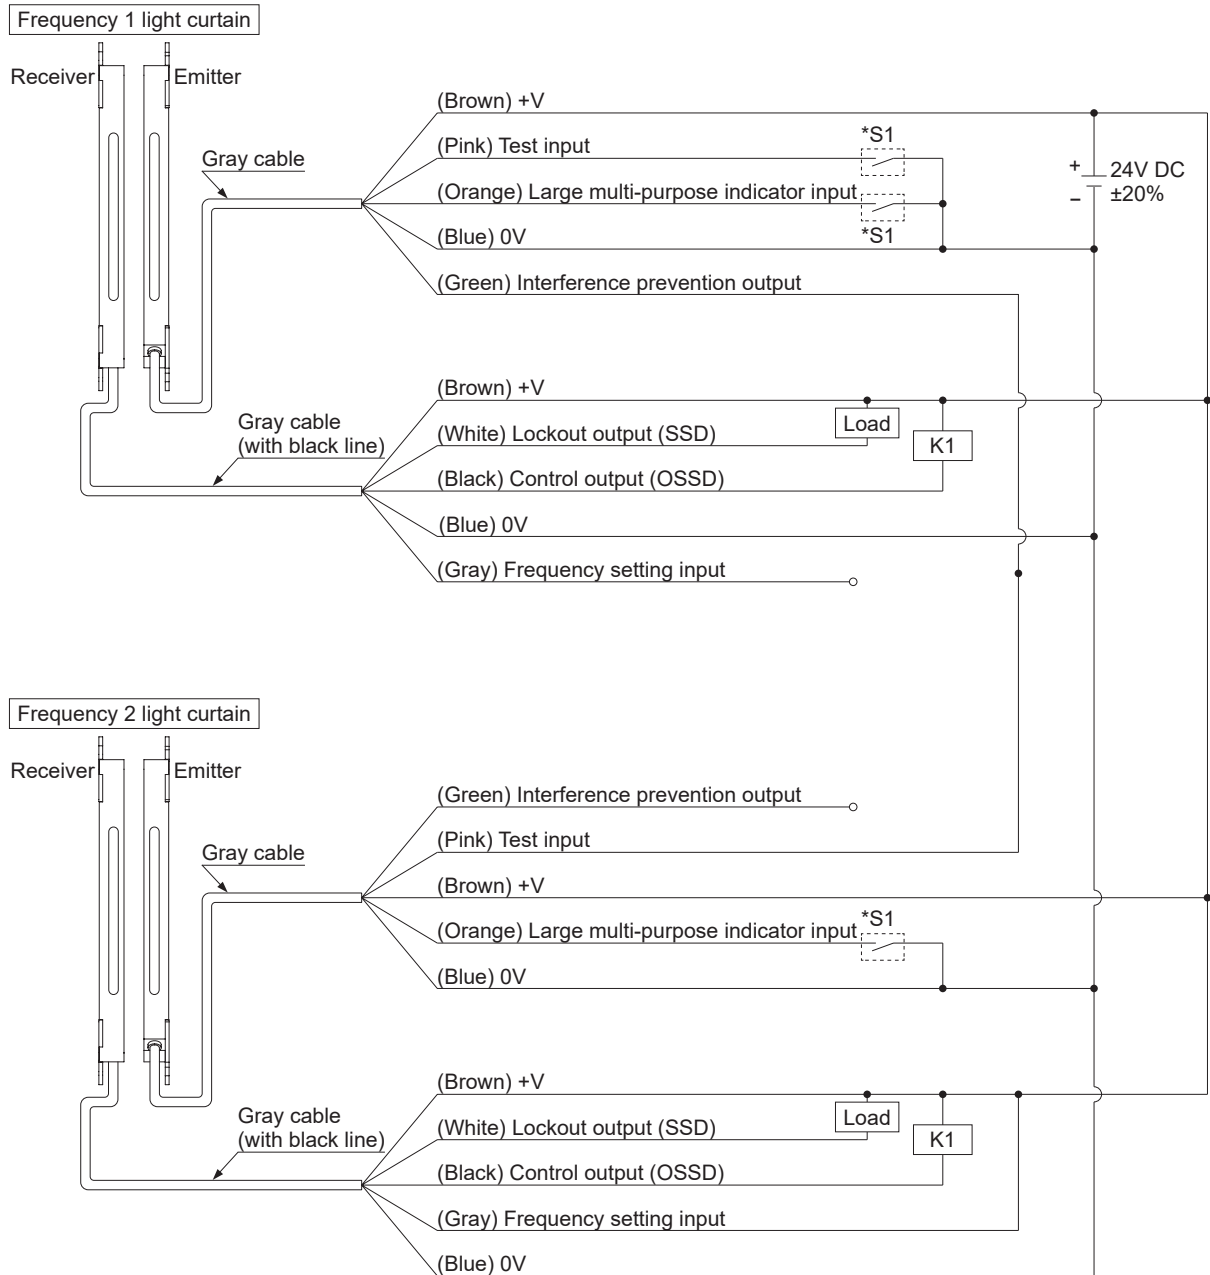 Frequency 1 light curtain
Receiver
Emitter
Gray cable
(Brown) +V
(Pink) Test input
*S1
(Orange) Large multi-purpose indicator input
*S1
(Blue) 0V
(Green) Interference prevention output
+
−
24V DC
±20%
Gray cable
(with black line)
(Brown) +V
Load
K1
(White) Lockout output (SSD)
(Black) Control output (OSSD)
(Blue) 0V
(Gray) Frequency setting input
Frequency 2 light curtain
Receiver
Emitter
Gray cable
(Green) Interference prevention output
(Pink) Test input
(Brown) +V
*S1
(Orange) Large multi-purpose indicator input
(Blue) 0V
Gray cable
(with black line)
(Brown) +V
Load
K1
(White) Lockout output (SSD)
(Black) Control output (OSSD)
(Gray) Frequency setting input
(Blue) 0V